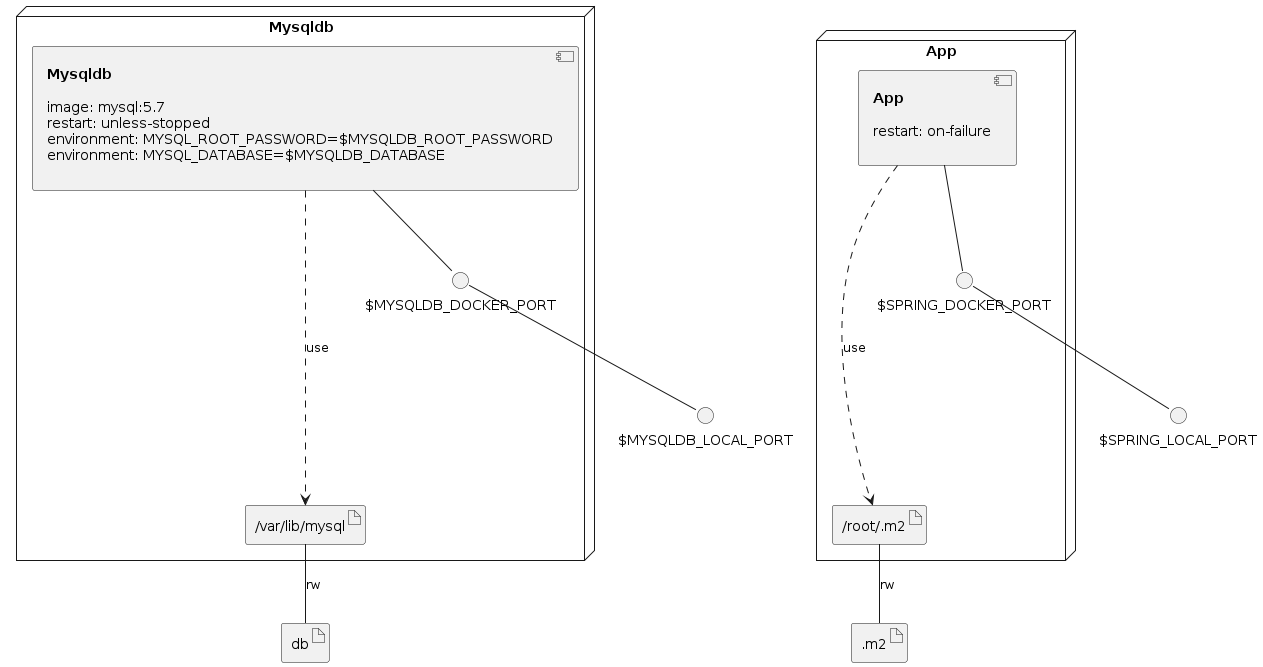 Mysqldb
Mysqldb
image: mysql:5.7
restart: unless-stopped
environment: MYSQL_ROOT_PASSWORD=$MYSQLDB_ROOT_PASSWORD
environment: MYSQL_DATABASE=$MYSQLDB_DATABASE
$MYSQLDB_DOCKER_PORT
use
$MYSQLDB_LOCAL_PORT
/var/lib/mysql
rw
db
App
App
restart: on-failure
$SPRING_DOCKER_PORT
use
$SPRING_LOCAL_PORT
/root/.m2
rw
.m2